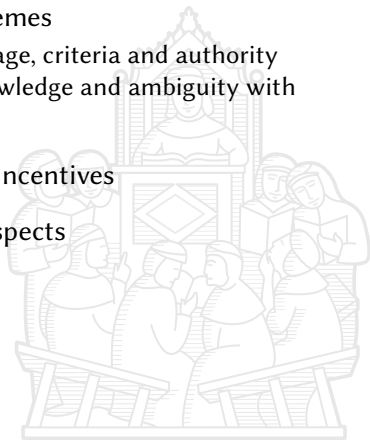 emes
age, criteria and authority
wledge and ambiguity with
ncentives
spects